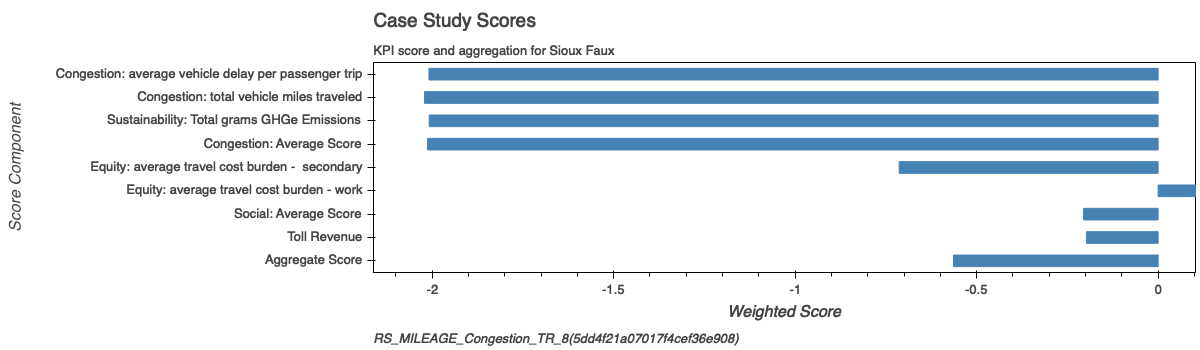 Case Study Scores
KPI score and aggregation for Sioux Faux
Score Component
Congestion: average vehicle delay per passenger trip
Congestion: total vehicle miles traveled
Sustainability: Total grams GHGe Emissions
Congestion: Average Score
Equity: average travel cost burden -  secondary
Equity: average travel cost burden - work
Social: Average Score
Toll Revenue
Aggregate Score
-2 -1.5 -1 -0.5 0
Weighted Score
RS_MILEAGE_Congestion_TR_8(5dd4f21a07017f4cef36e908)